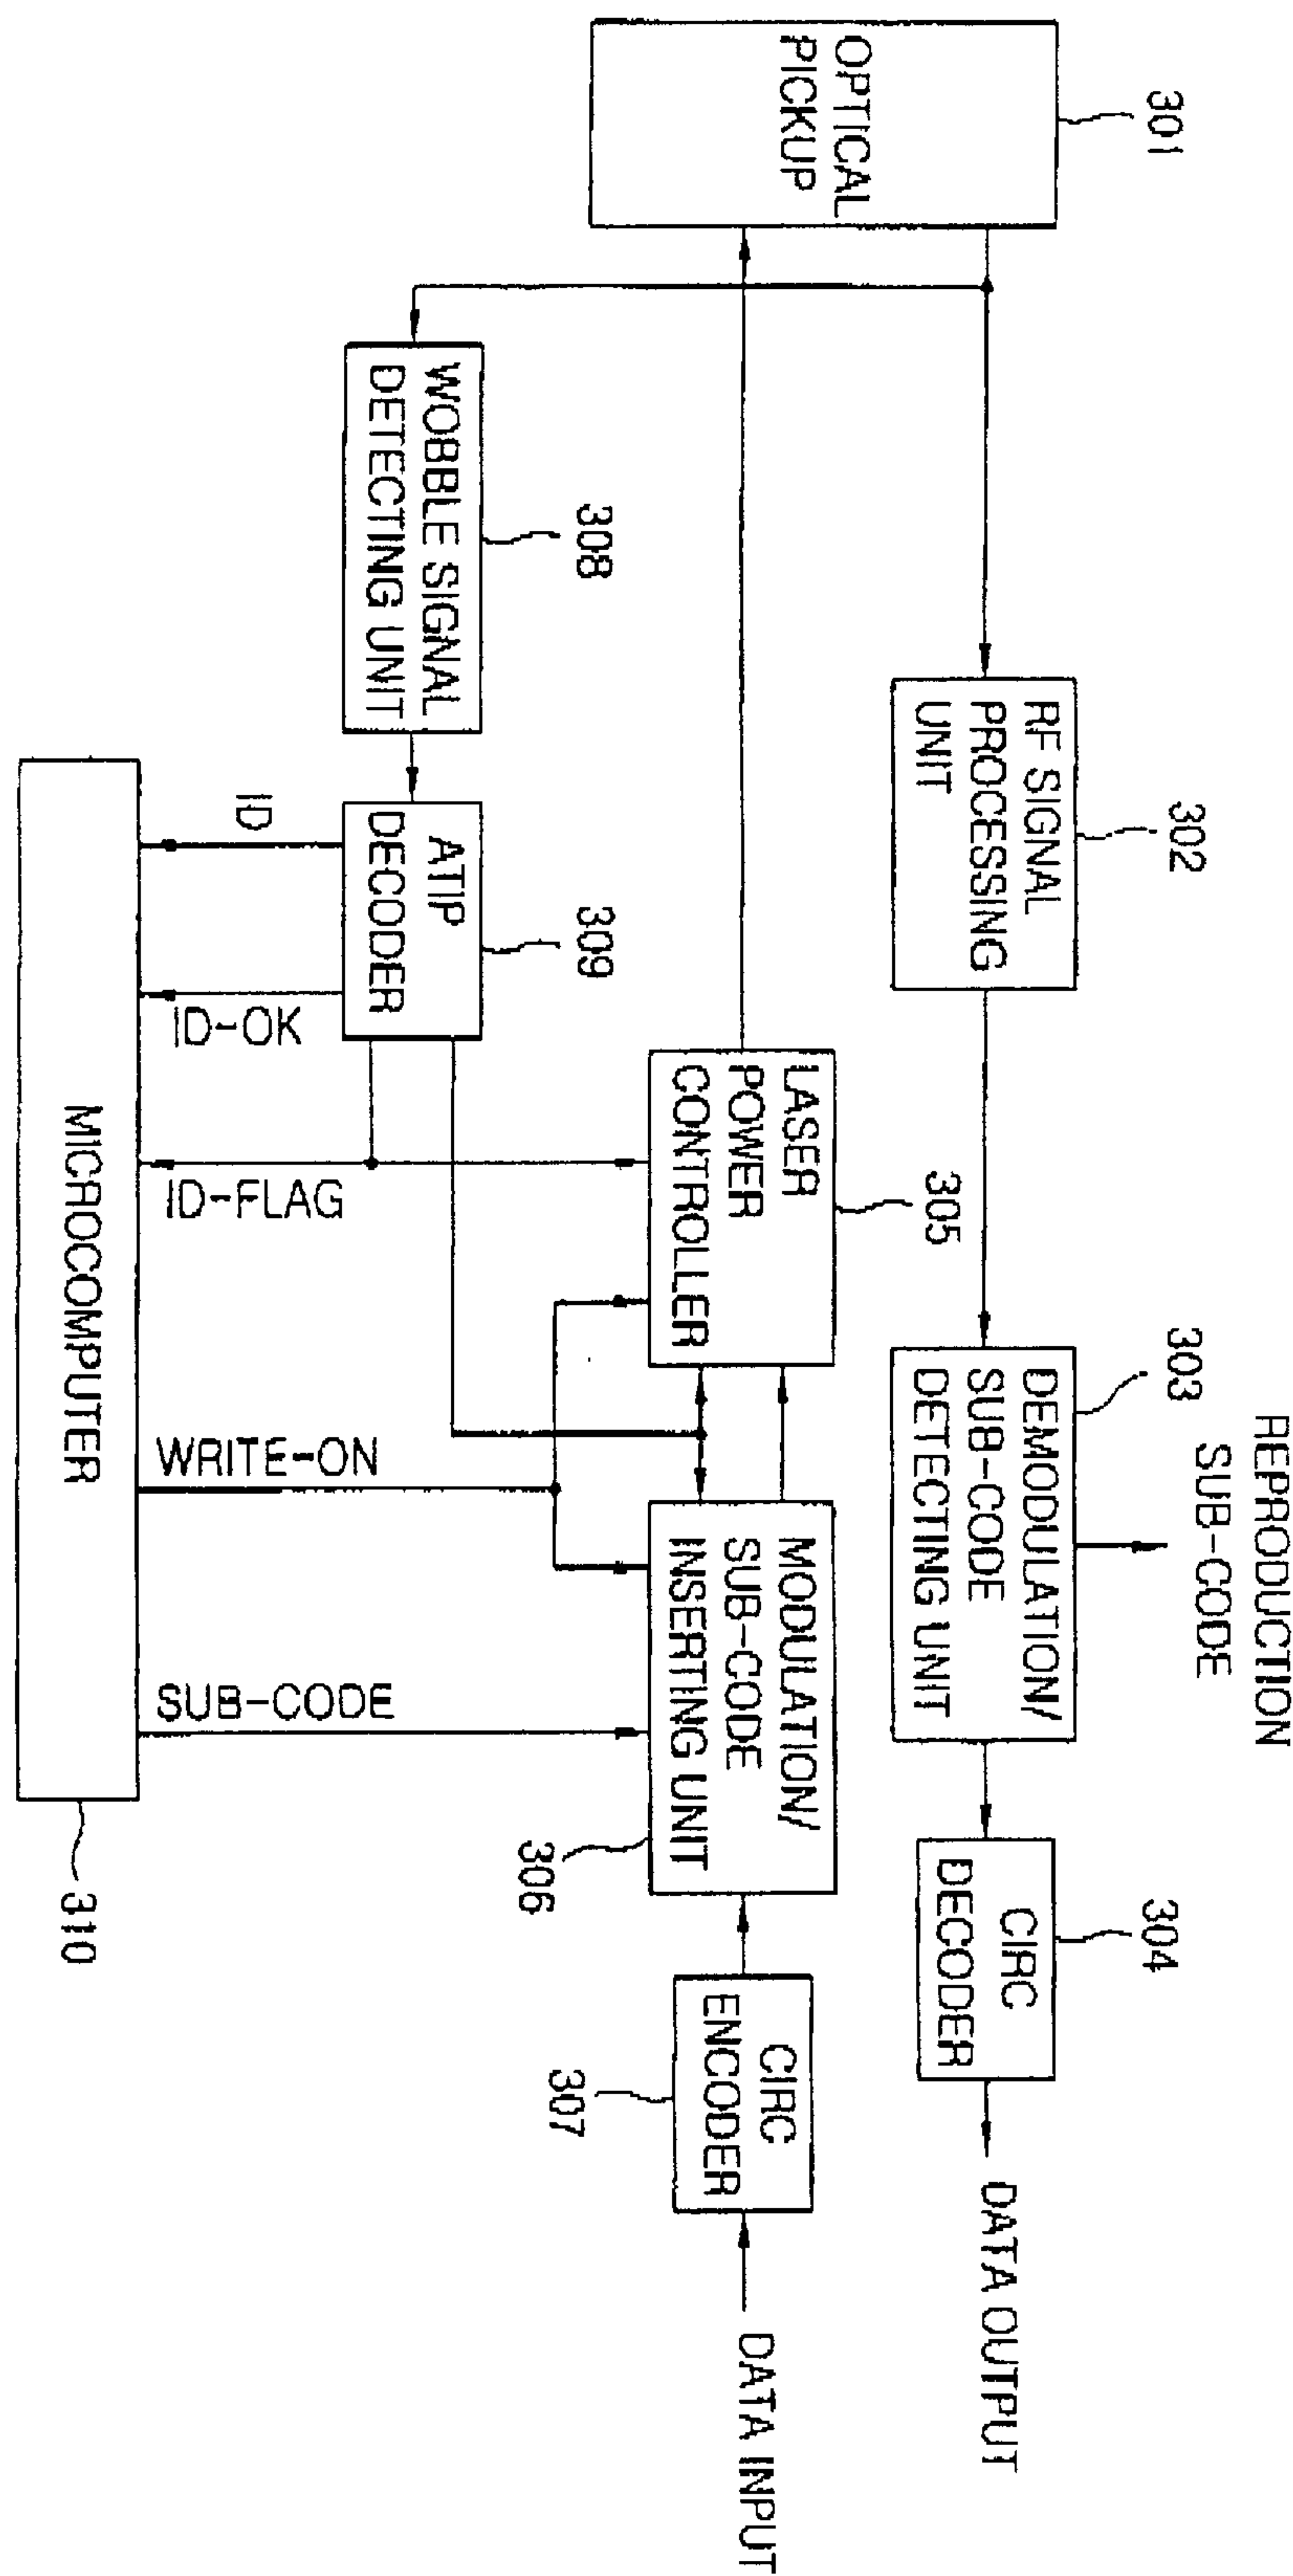 301
OPTICAL
PICKUP
302
RF SIGNAL
PROCESSING
UNIT
REPRODUCTION
SUB-CODE
303
DEMODULATION/
SUB-CODE
DETECTING UNIT
304
CIRC
DECODER
DATA OUTPUT
305
LASER
POWER
CONTROLLER
MODULATION/
SUB-CODE
INSERTING UNIT
306
CIRC
ENCODER
307
DATA INPUT
308
WOBBLE SIGNAL
DETECTING UNIT
309
ATIP
DECODER
ID
ID-OK
ID-FLAG
WRITE-ON
SUB-CODE
MICROCOMPUTER
310